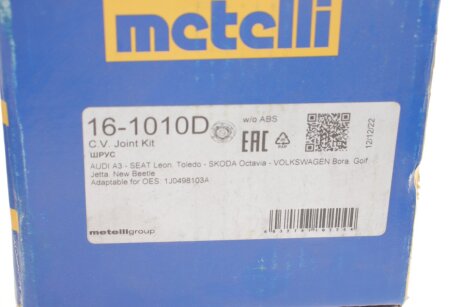 metelli
16-1010D
w/o ABS
C.V. Joint Kit
ШРУС
EAC
12/12/22
AUDI A3 - SEAT Leon, Toledo - SKODA Octavia - VOLKSWAGEN Bora, Golf,
Jetta, New Beetle
Adaptable for OES: 1J0498103A
metelligroup